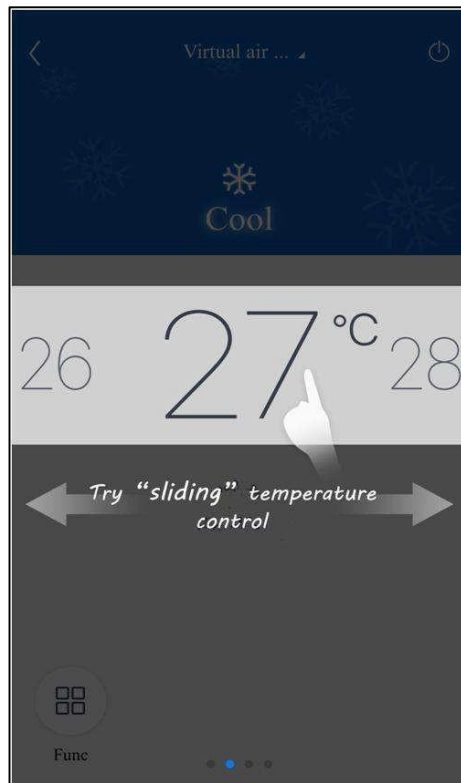 Virtual air ...
Cool
26 27 °C 28
Try “sliding” temperature
control
Func